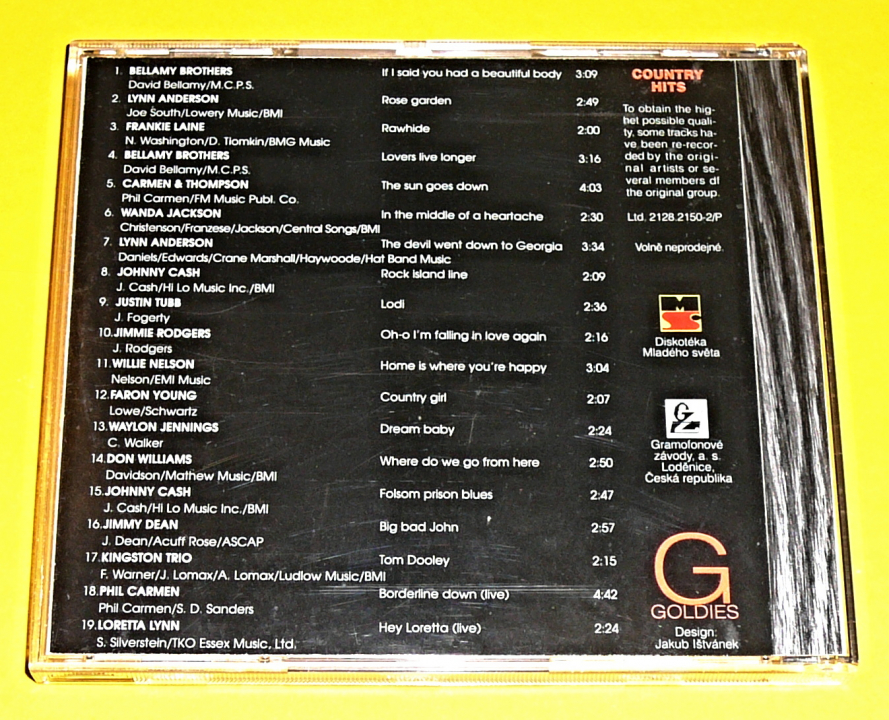 1. BELLAMY BROTHERS If I said you had a beautiful body 3:09
David Bellamy/M.C.P.S.
2. LYNN ANDERSON Rose garden 2:49
Joe South/Lowery Music/BMI
3. FRANKIE LAINE Rawhide 2:00
N. Washington/D. Tiomkin/BMG Music
4. BELLAMY BROTHERS Lovers live longer 3:16
David Bellamy/M.C.P.S.
5. CARMEN & THOMPSON The sun goes down 4:03
Phil Carmen/FM Music Publ. Co.
6. WANDA JACKSON In the middle of a heartache 2:30
Christenson/Franzese/Jackson/Central Songs/BMI
7. LYNN ANDERSON The devil went down to Georgia 3:34
Daniels/Edwards/Crane Marshall/Haywoode/Hat Band Music
8. JOHNNY CASH Rock island line 2:09
J. Cash/Hi Lo Music Inc./BMI
9. JUSTIN TUBB Lodi 2:36
J. Fogerty
10. JIMMIE RODGERS Oh-o I'm falling in love again 2:16
J. Rodgers
11. WILLIE NELSON Home is where you're happy 3:04
Nelson/EMI Music
12. FARON YOUNG Country girl 2:07
Lowe/Schwartz
13. WAYLON JENNINGS Dream baby 2:24
C. Walker
14. DON WILLIAMS Where do we go from here 2:50
Davidson/Mathew Music/BMI
15. JOHNNY CASH Folsom prison blues 2:47
J. Cash/Hi Lo Music Inc./BMI
16. JIMMY DEAN Big bad John 2:57
J. Dean/Acuff Rose/ASCAP
17. KINGSTON TRIO Tom Dooley 2:15
F. Warner/J. Lomax/A. Lomax/Ludlow Music/BMI
18. PHIL CARMEN Borderline down (live) 4:42
Phil Carmen/S. D. Sanders
19. LORETTA LYNN Hey Loretta (live) 2:24
S. Silverstein/TKO Essex Music, Ltd.
COUNTRY
HITS
To obtain the hig-
het possible quali-
ty, some tracks ha-
ve been re-recor-
ded by the origi-
nal artists or se-
veral members of
the original group.
Ltd. 2128.2150-2/P
Volně neprodejné.
Diskotéka
Mladého světa
GZ
Gramofonové
závody, a. s.
Loděnice,
Česká republika
G
GOLDIES
Design:
Jakub Ištvánek